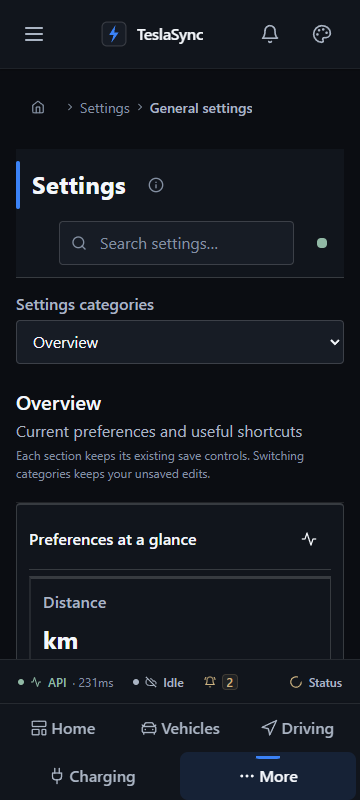 TeslaSync
Settings General settings
Settings
Search settings...
Settings categories
Overview
Overview
Current preferences and useful shortcuts
Each section keeps its existing save controls. Switching
categories keeps your unsaved edits.
Preferences at a glance
Distance
km
API · 231ms Idle 2 Status
Home Vehicles Driving
Charging More